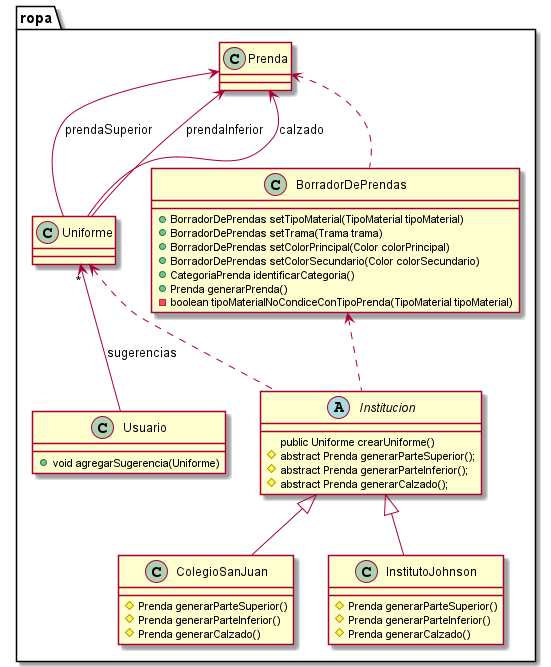 ropa
C Prenda
prendaSuperior
prendaInferior
calzado
C BorradorDePrendas
BorradorDePrendas setTipoMaterial(TipoMaterial tipoMaterial)
BorradorDePrendas setTrama(Trama trama)
BorradorDePrendas setColorPrincipal(Color colorPrincipal)
BorradorDePrendas setColorSecundario(Color colorSecundario)
CategoriaPrenda identificarCategoria()
Prenda generarPrenda()
boolean tipoMaterialNoCondiceConTipoPrenda(TipoMaterial tipoMaterial)
C Uniforme
*
sugerencias
C Usuario
void agregarSugerencia(Uniforme)
A Institucion
public Uniforme crearUniforme()
abstract Prenda generarParteSuperior();
abstract Prenda generarParteInferior();
abstract Prenda generarCalzado();
C ColegioSanJuan
Prenda generarParteSuperior()
Prenda generarParteInferior()
Prenda generarCalzado()
C InstitutoJohnson
Prenda generarParteSuperior()
Prenda generarParteInferior()
Prenda generarCalzado()